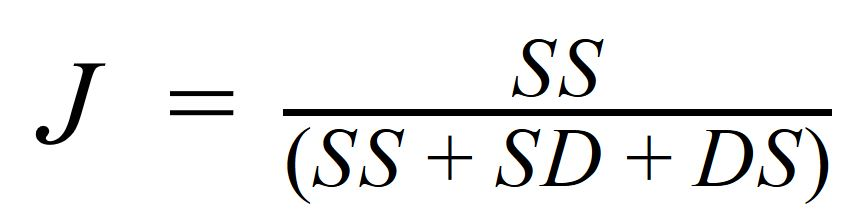 J = SS / (SS + SD + DS)